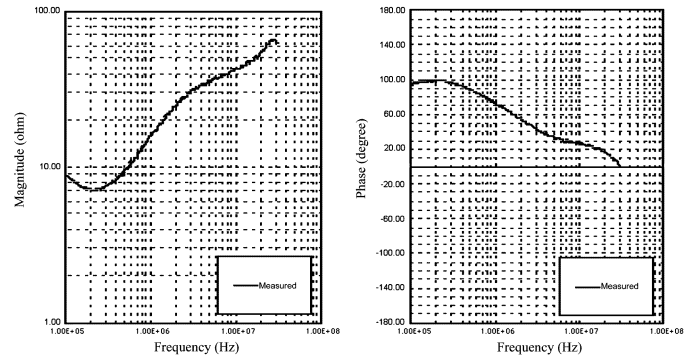 100.00
10.00
1.00
Magnitude (ohm)
1.00E+05
1.00E+06
1.00E+07
1.00E+08
Frequency (Hz)
Measured
180.00
140.00
100.00
60.00
20.00
-20.00
-60.00
-100.00
-140.00
-180.00
Phase (degree)
1.00E+05
1.00E+06
1.00E+07
1.00E+08
Frequency (Hz)
Measured